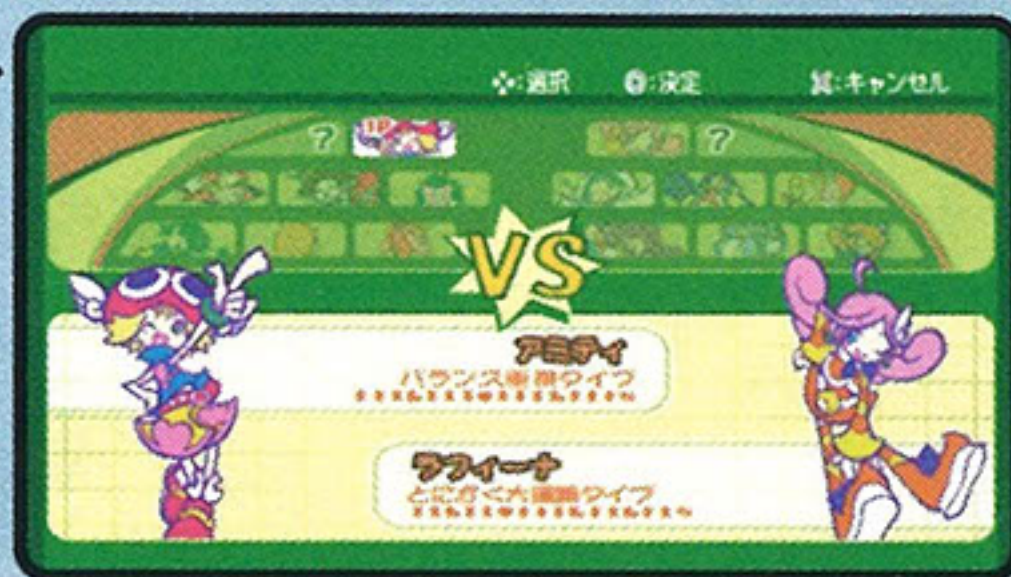 :選択 :決定 :キャンセル
? 1P ?
VS
アミティ
バランス重視タイプ
ラフィーナ
とにかく大連鎖タイプ